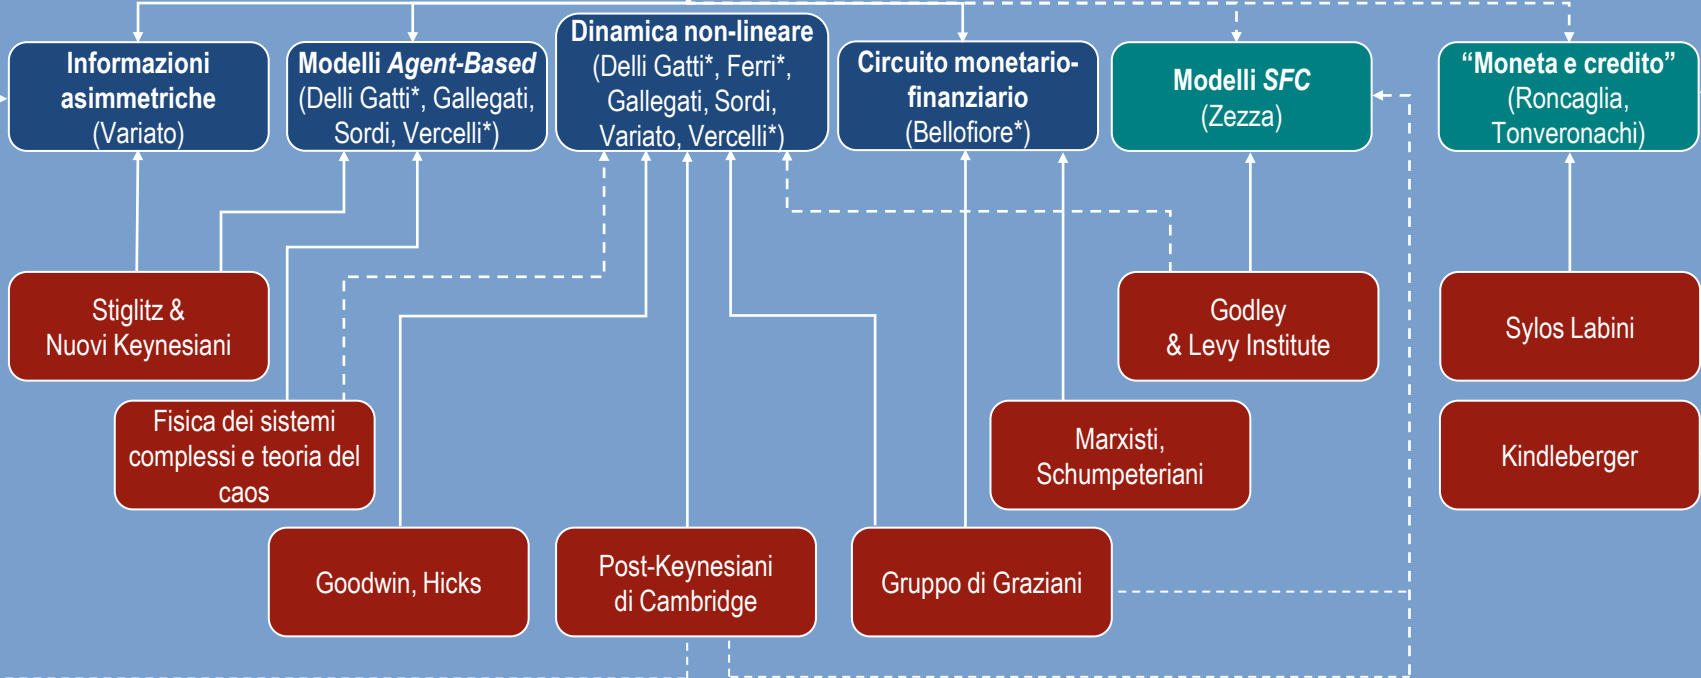 Informazioni
asimmetriche
(Variato)
Modelli Agent-Based
(Delli Gatti*, Gallegati,
Sordi, Vercelli*)
Dinamica non-lineare
(Delli Gatti*, Ferri*,
Gallegati, Sordi,
Variato, Vercelli*)
Circuito monetario-
finanziario
(Bellofiore*)
Modelli SFC
(Zezza)
“Moneta e credito”
(Roncaglia,
Tonveronachi)
Stiglitz &
Nuovi Keynesiani
Godley
& Levy Institute
Sylos Labini
Fisica dei sistemi
complessi e teoria del
caos
Marxisti,
Schumpeteriani
Kindleberger
Goodwin, Hicks
Post-Keynesiani
di Cambridge
Gruppo di Graziani